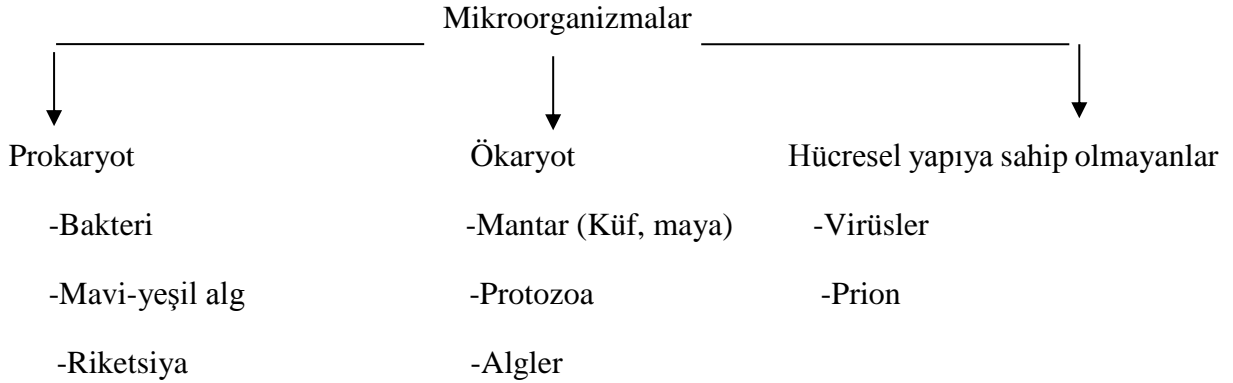 Mikroorganizmalar
Prokaryot Ökaryot Hücresel yapıya sahip olmayanlar
-Bakteri -Mantar (Küf, maya) -Virüsler
-Mavi-yeşil alg -Protozoa -Prion
-Riketsiya -Algler